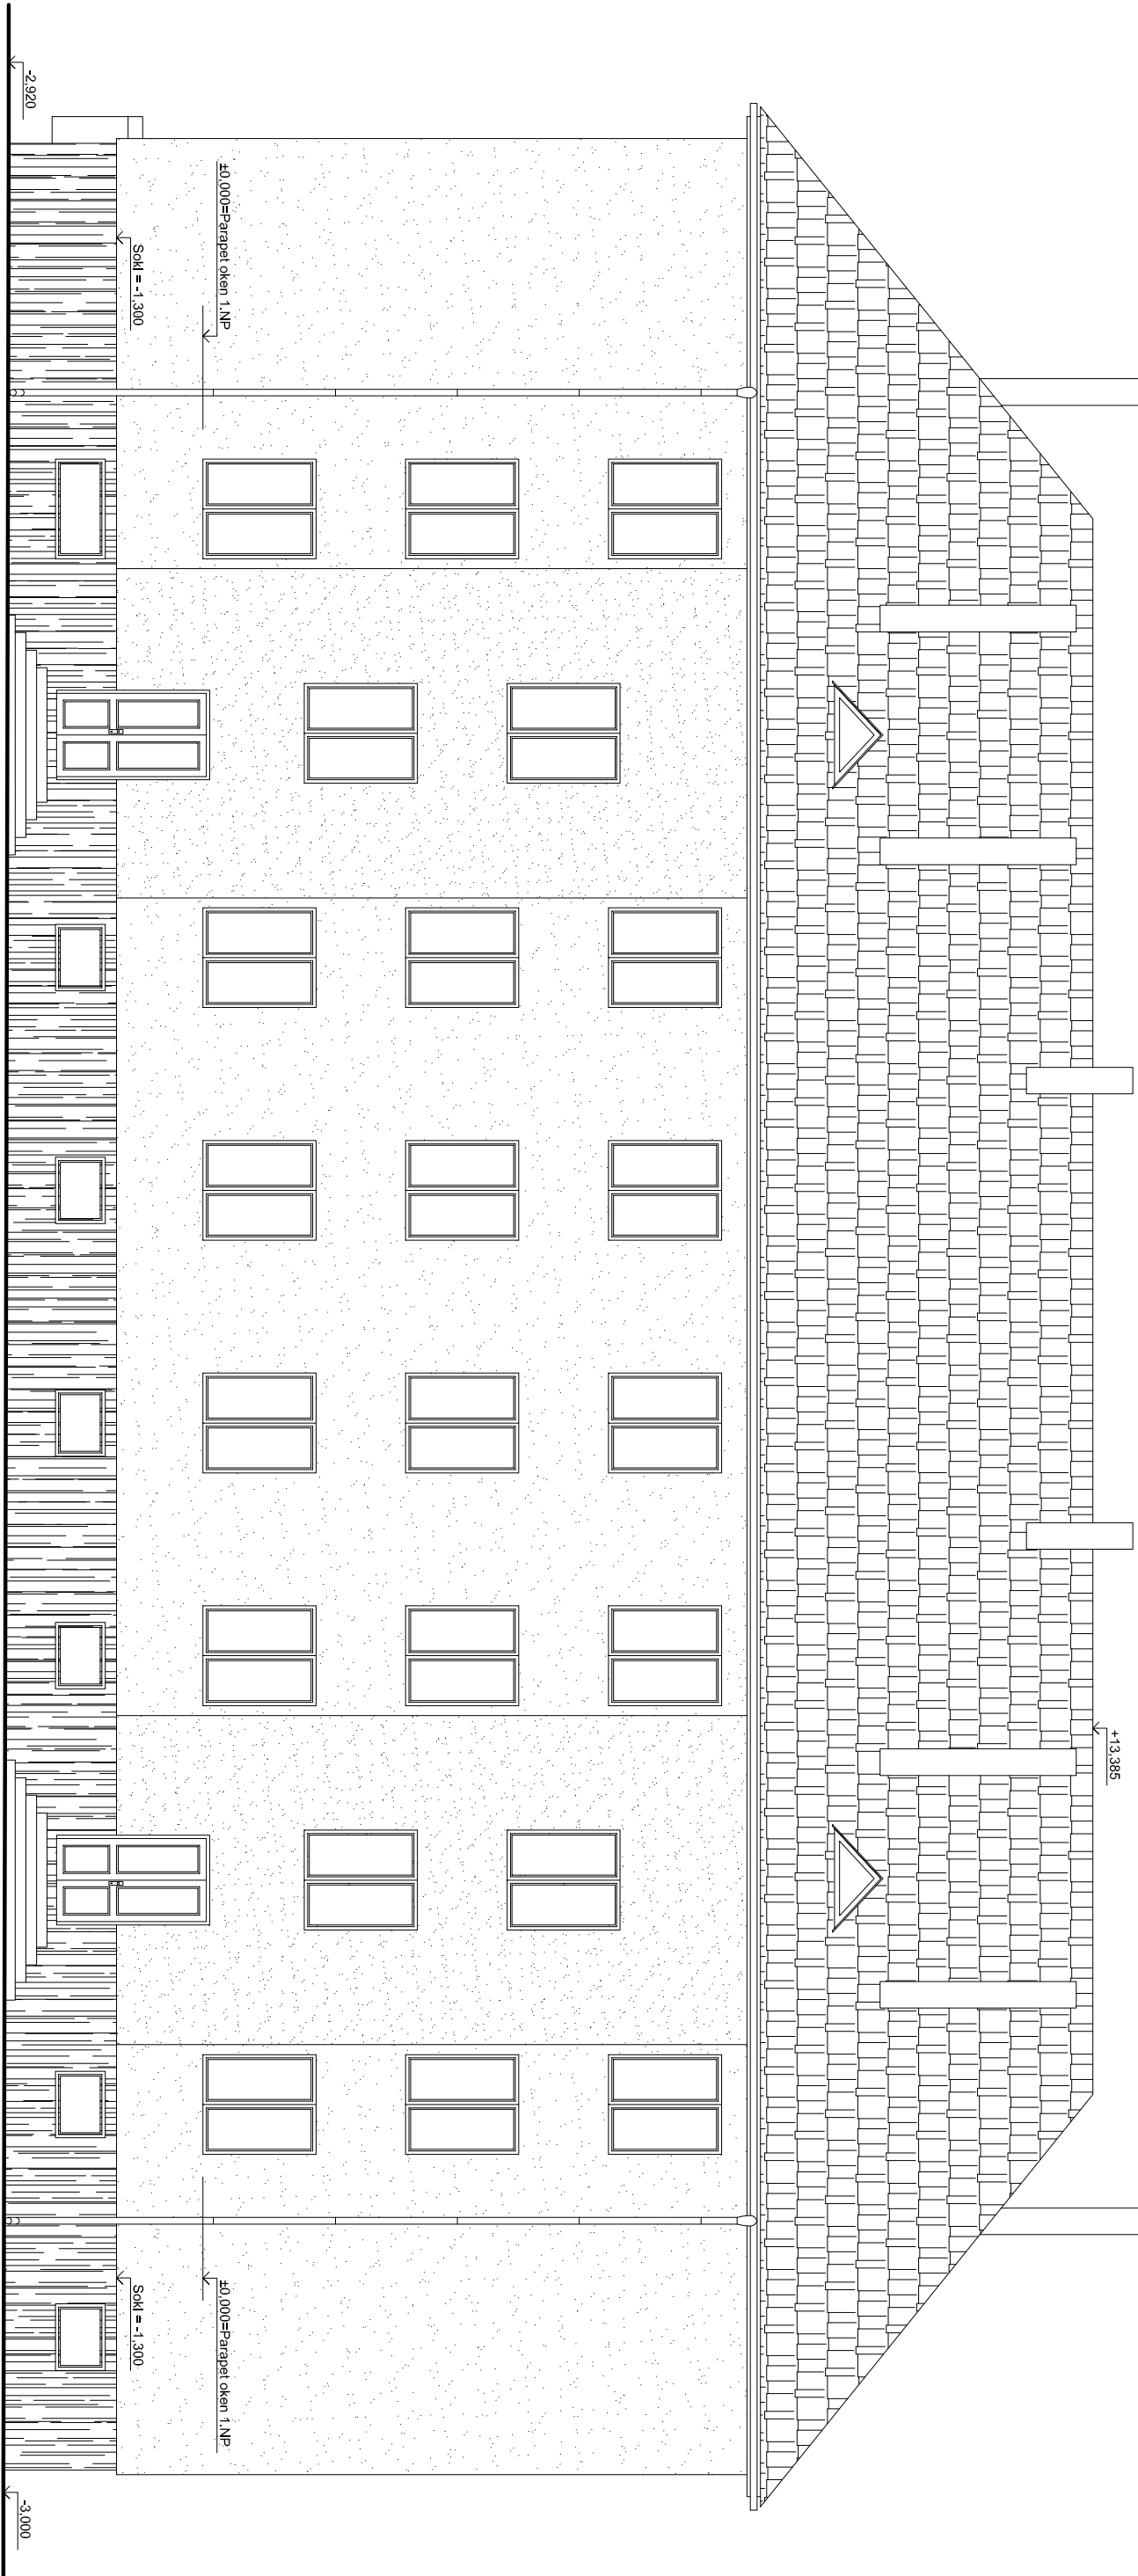 +13,385
±0,000=Parapet oken 1.NP
±0,000=Parapet oken 1.NP
Sokl = -1,300
Sokl = -1,300
-2,920
-3,000